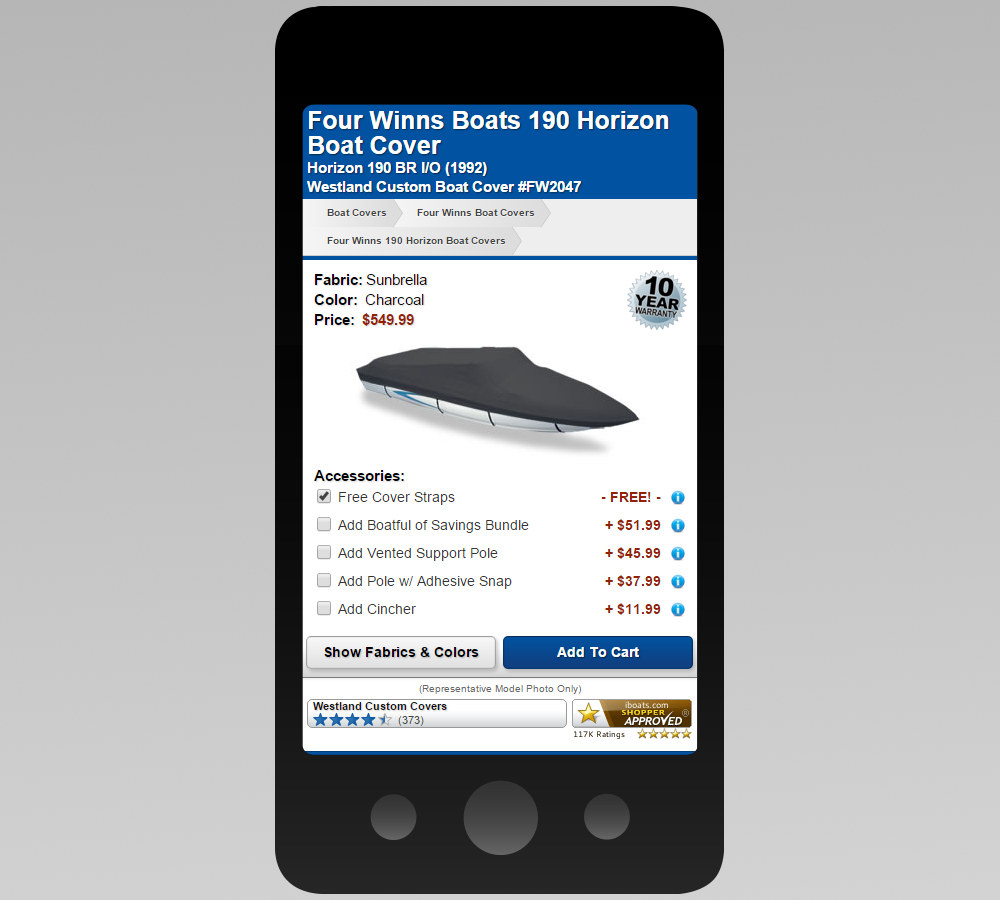 Four Winns Boats 190 Horizon
Boat Cover
Horizon 190 BR I/O (1992)
Westland Custom Boat Cover #FW2047
Boat Covers
Four Winns Boat Covers
Four Winns 190 Horizon Boat Covers
Fabric: Sunbrella
Color: Charcoal
Price: $549.99
10
YEAR
WARRANTY
Accessories:
Free Cover Straps - FREE! -
Add Boatful of Savings Bundle + $51.99
Add Vented Support Pole + $45.99
Add Pole w/ Adhesive Snap + $37.99
Add Cincher + $11.99
Show Fabrics & Colors Add To Cart
(Representative Model Photo Only)
Westland Custom Covers
(373)
iboats.com
SHOPPER
APPROVED ®
117K Ratings